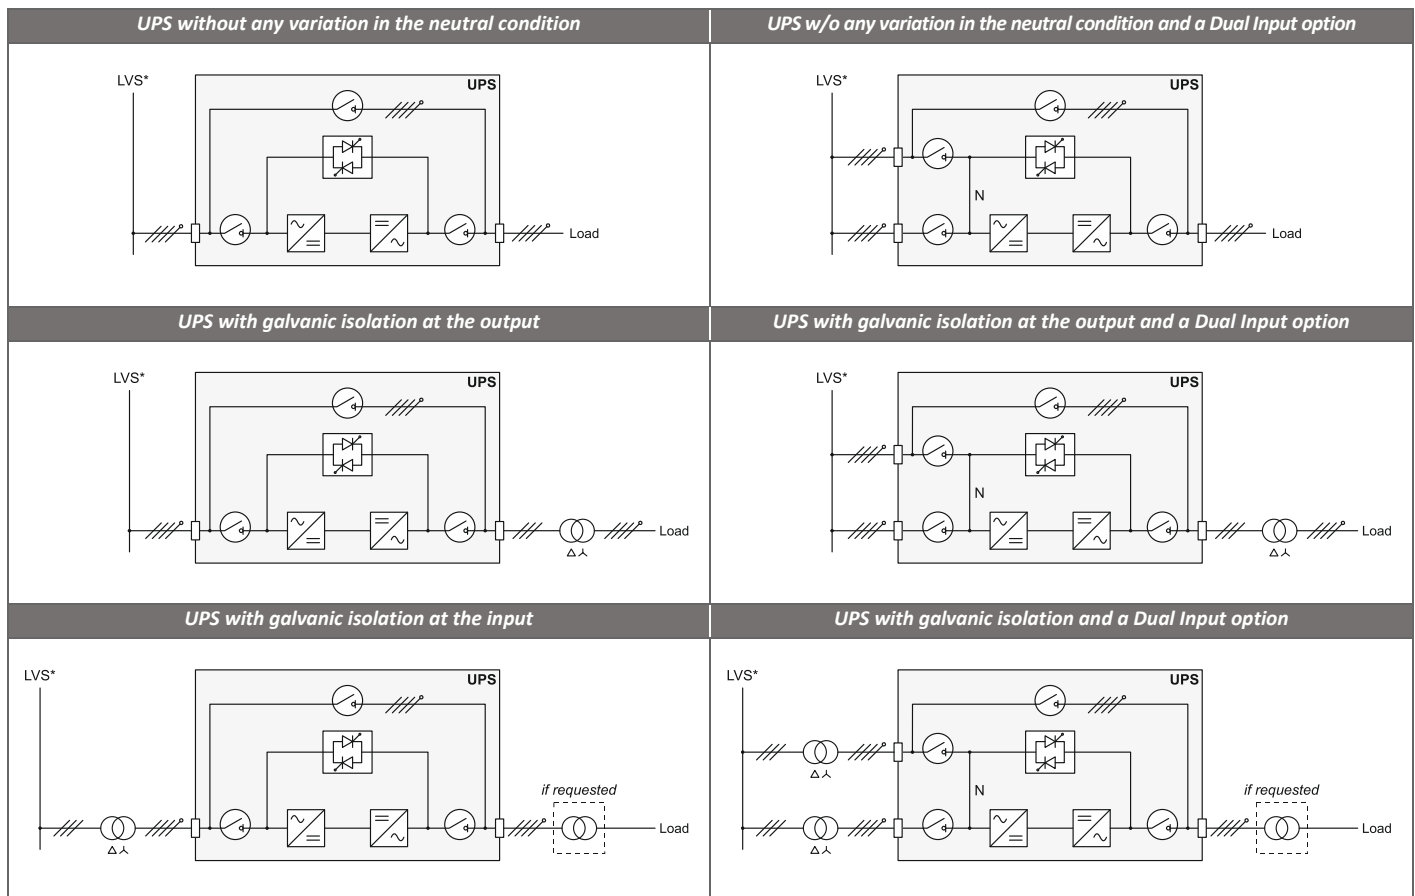 UPS without any variation in the neutral condition
UPS w/o any variation in the neutral condition and a Dual Input option
LVS*
UPS
Load
LVS*
UPS
N
Load
UPS with galvanic isolation at the output
UPS with galvanic isolation at the output and a Dual Input option
LVS*
UPS
Load
LVS*
UPS
N
Load
UPS with galvanic isolation at the input
UPS with galvanic isolation and a Dual Input option
LVS*
UPS
if requested
Load
LVS*
UPS
N
if requested
Load